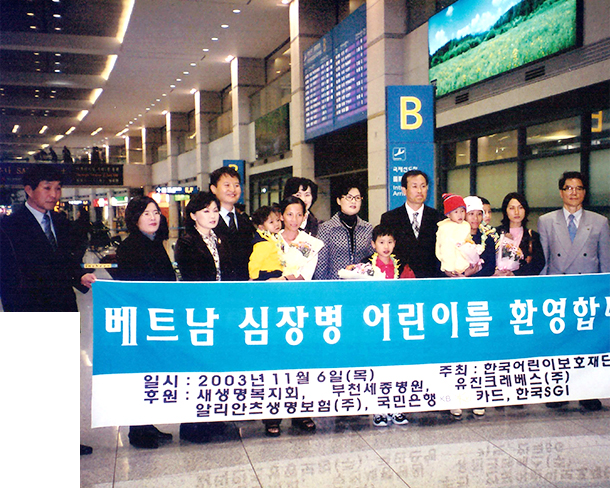 B
국제선
베트남 심장병 어린이를 환영합니
일시 : 2003년 11월 6일(목) 주최 : 한국어린이보호재단
후원 : 새생명복지회, 부천세종병원, 유진크레베스(주)
알리안츠생명보험(주), 국민은행 카드, 한국SGI